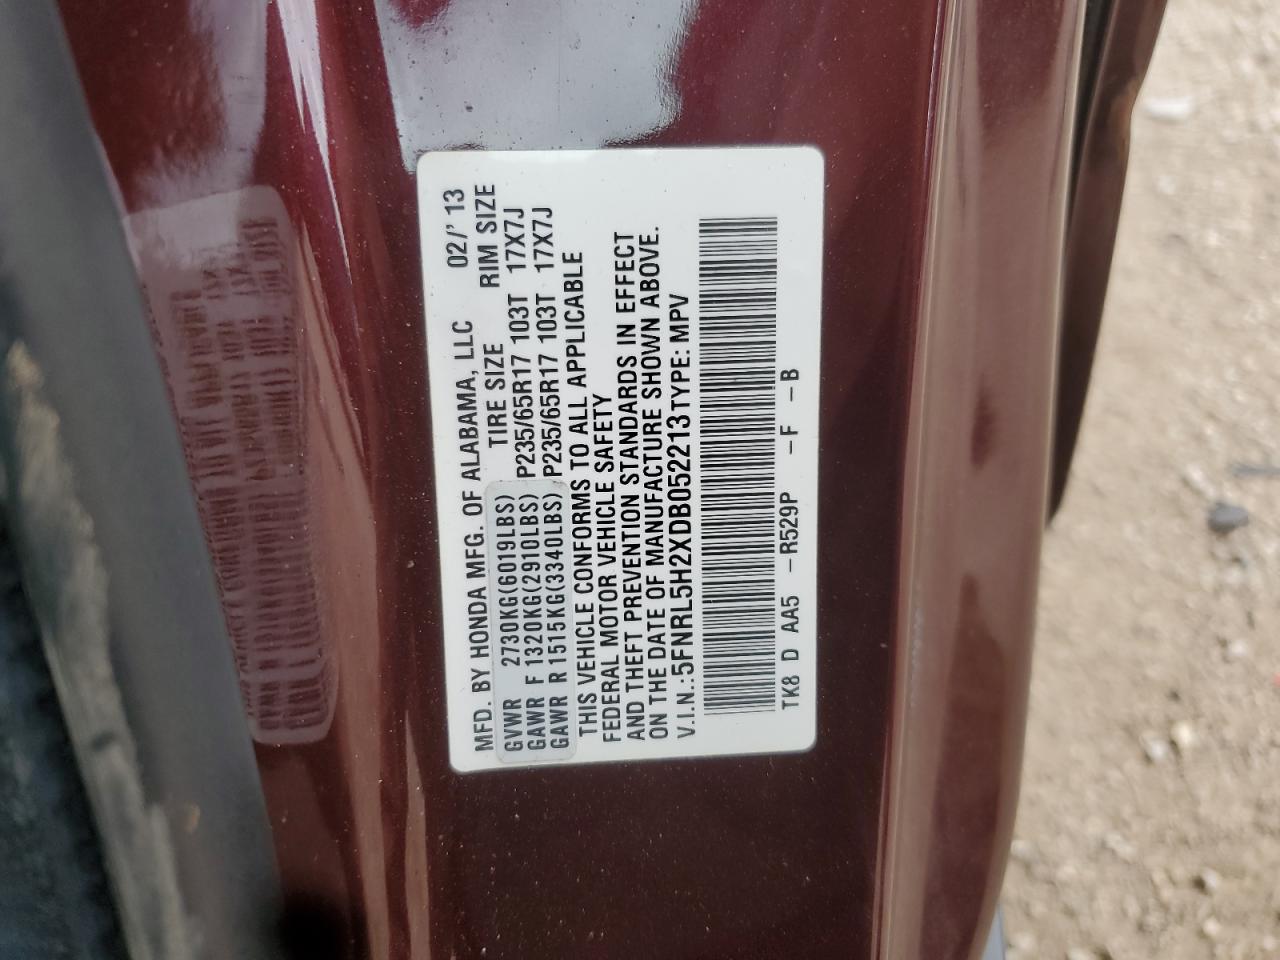 MFD. BY HONDA MFG. OF ALABAMA, LLC 02/'13
GVWR 2730KG(6019LBS) TIRE SIZE RIM SIZE
GAWR F 1320KG(2910LBS) P235/65R17 103T 17X7J
GAWR R 1515KG(3340LBS) P235/65R17 103T 17X7J
THIS VEHICLE CONFORMS TO ALL APPLICABLE
FEDERAL MOTOR VEHICLE SAFETY
AND THEFT PREVENTION STANDARDS IN EFFECT
ON THE DATE OF MANUFACTURE SHOWN ABOVE.
V.I.N.: 5FNRL5H2XDB052213 TYPE: MPV
TK8 D AA5 -R529P -F -B